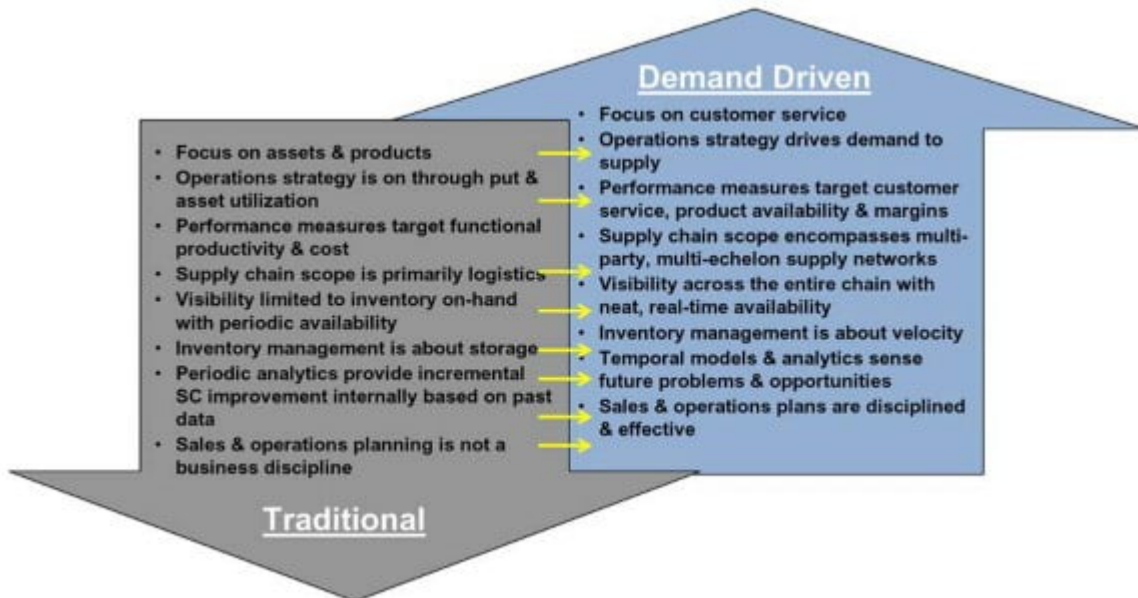 Demand Driven
• Focus on customer service
• Operations strategy drives demand to
supply
• Performance measures target customer
service, product availability & margins
• Supply chain scope encompasses multi-
party, multi-echelon supply networks
• Visibility across the entire chain with
neat, real-time availability
• Inventory management is about velocity
• Temporal models & analytics sense
future problems & opportunities
• Sales & operations plans are disciplined
& effective
• Focus on assets & products
• Operations strategy is on through put &
asset utilization
• Performance measures target functional
productivity & cost
• Supply chain scope is primarily logistics
• Visibility limited to inventory on-hand
with periodic availability
• Inventory management is about storage
• Periodic analytics provide incremental
SC improvement internally based on past
data
• Sales & operations planning is not a
business discipline
Traditional